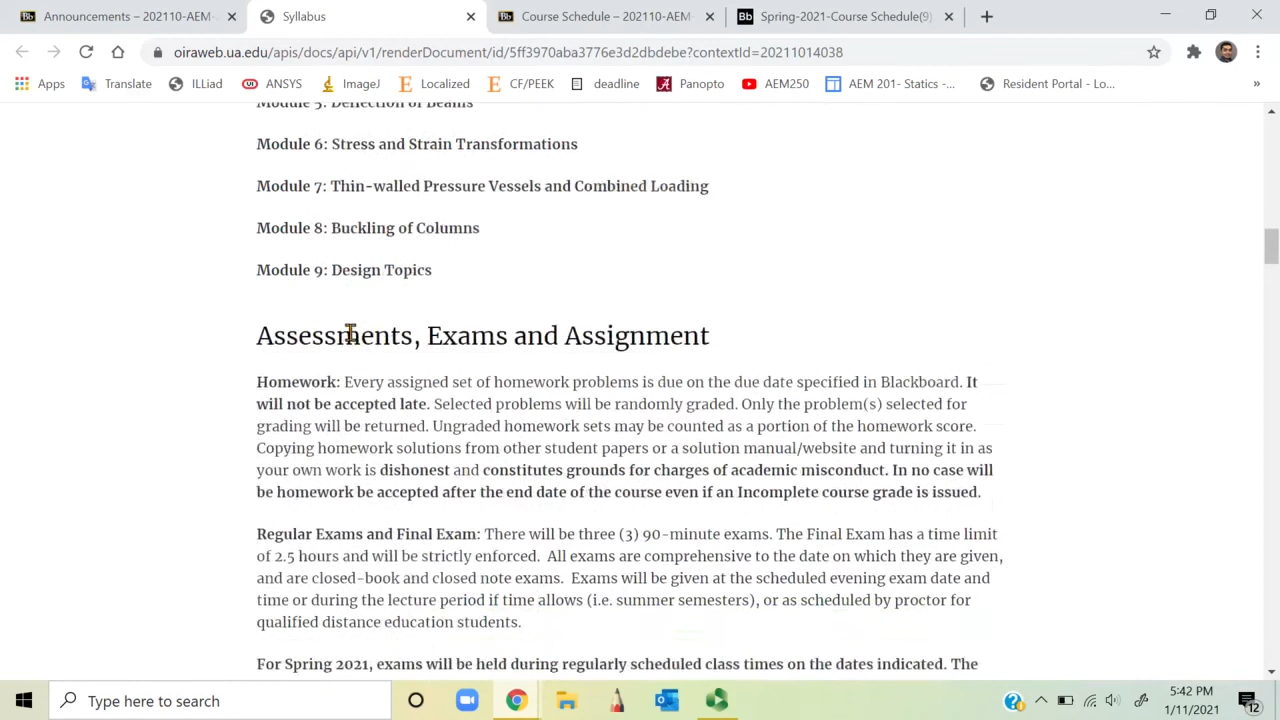 Announcements – 202110-AEM-
Syllabus
Course Schedule – 202110-AEM-
Spring-2021-Course Schedule(9)
oiraweb.ua.edu/apis/docs/api/v1/renderDocument/id/5ff3970aba3776e3d2dbdebe?contextId=20211014038
Apps
Translate
ILLiad
ANSYS
ImageJ
Localized
CF/PEEK
deadline
Panopto
AEM250
AEM 201- Statics -...
Resident Portal - Lo...
»
Module 5: Deflection of Beams
Module 6: Stress and Strain Transformations
Module 7: Thin-walled Pressure Vessels and Combined Loading
Module 8: Buckling of Columns
Module 9: Design Topics
Assessments, Exams and Assignment
Homework: Every assigned set of homework problems is due on the due date specified in Blackboard. It
will not be accepted late. Selected problems will be randomly graded. Only the problem(s) selected for
grading will be returned. Ungraded homework sets may be counted as a portion of the homework score.
Copying homework solutions from other student papers or a solution manual/website and turning it in as
your own work is dishonest and constitutes grounds for charges of academic misconduct. In no case will
be homework be accepted after the end date of the course even if an Incomplete course grade is issued.
Regular Exams and Final Exam: There will be three (3) 90-minute exams. The Final Exam has a time limit
of 2.5 hours and will be strictly enforced. All exams are comprehensive to the date on which they are given,
and are closed-book and closed note exams. Exams will be given at the scheduled evening exam date and
time or during the lecture period if time allows (i.e. summer semesters), or as scheduled by proctor for
qualified distance education students.
For Spring 2021, exams will be held during regularly scheduled class times on the dates indicated. The
Type here to search
5:42 PM
1/11/2021
12